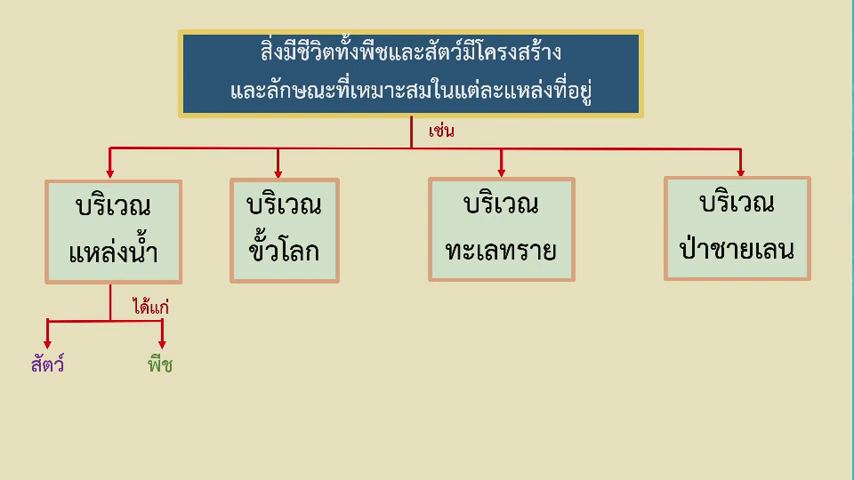 สิ่งมีชีวิตทั้งพืชและสัตว์มีโครงสร้าง
และลักษณะที่เหมาะสมในแต่ละแหล่งที่อยู่
เช่น
บริเวณ
แหล่งน้ำ
บริเวณ
ขั้วโลก
บริเวณ
ทะเลทราย
บริเวณ
ป่าชายเลน
ได้แก่
สัตว์
พืช